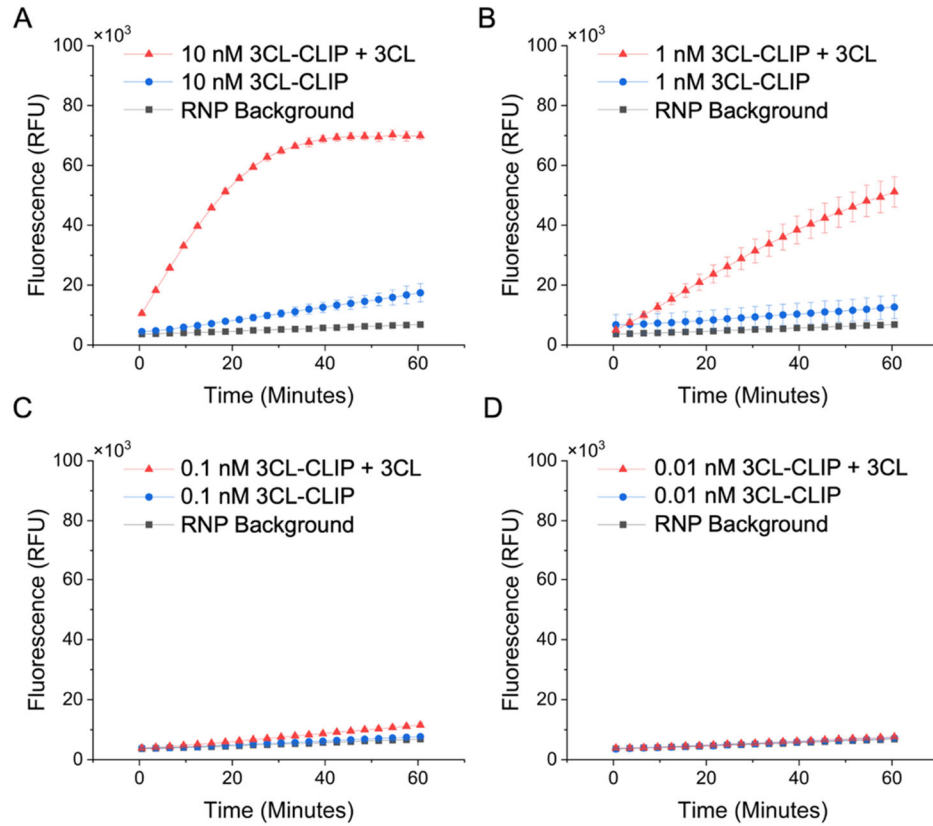 A
×10³
100
80
60
40
20
0
Fluorescence (RFU)
10 nM 3CL-CLIP + 3CL
10 nM 3CL-CLIP
RNP Background
0
20
40
60
Time (Minutes)
B
×10³
100
80
60
40
20
0
Fluorescence (RFU)
1 nM 3CL-CLIP + 3CL
1 nM 3CL-CLIP
RNP Background
0
20
40
60
Time (Minutes)
C
×10³
100
80
60
40
20
0
Fluorescence (RFU)
0.1 nM 3CL-CLIP + 3CL
0.1 nM 3CL-CLIP
RNP Background
0
20
40
60
Time (Minutes)
D
×10³
100
80
60
40
20
0
Fluorescence (RFU)
0.01 nM 3CL-CLIP + 3CL
0.01 nM 3CL-CLIP
RNP Background
0
20
40
60
Time (Minutes)